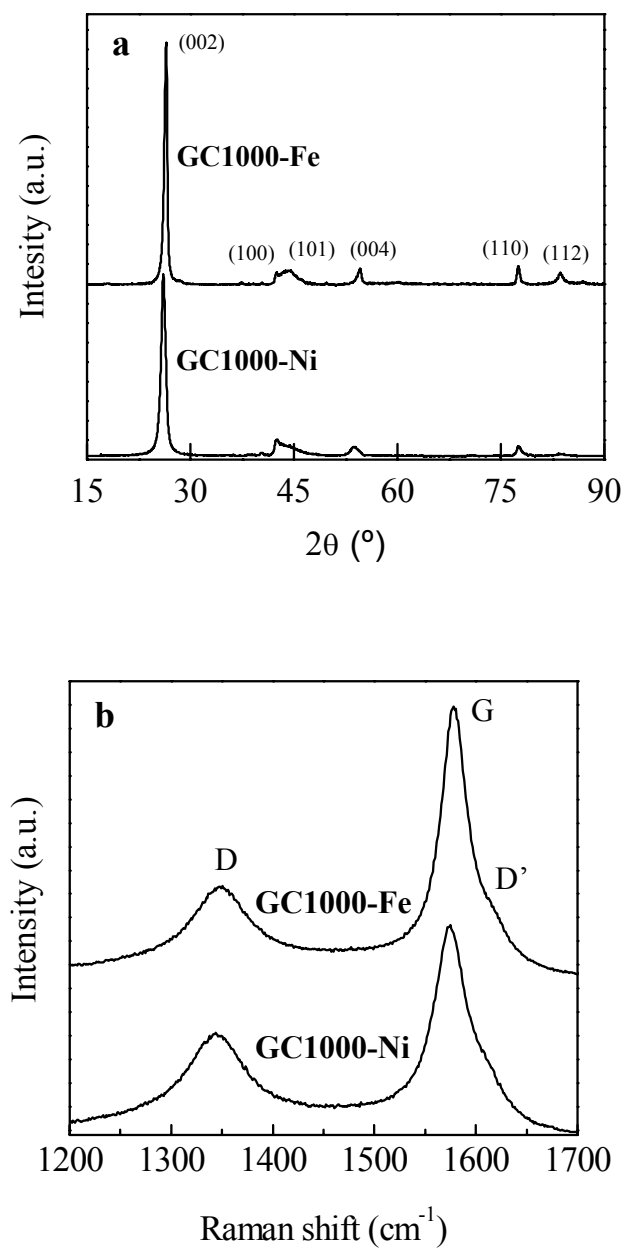 a
(002)
GC1000-Fe
(100) (101) (004) (110) (112)
GC1000-Ni
Intesity (a.u.)
15 30 45 60 75 90
2θ (º)
b
G
D
D’
GC1000-Fe
GC1000-Ni
Intensity (a.u.)
1200 1300 1400 1500 1600 1700
Raman shift (cm⁻¹)